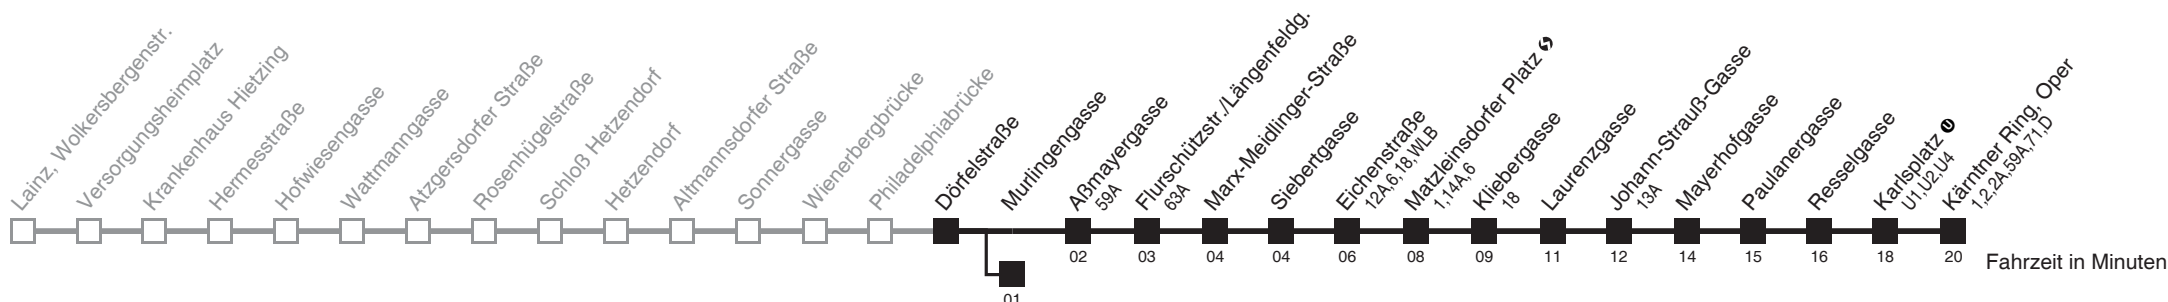 Lainz, Wolkersbergenstr.
Versorgungsheimplatz
Krankenhaus Hietzing
Hermesstraße
Hofwiesengasse
Wattmanngasse
Atzgersdorfer Straße
Rosenhügelstraße
Schloß Hetzendorf
Hetzendorf
Altmannsdorfer Straße
Sonnergasse
Wienerbergbrücke
Philadelphiabrücke
Dörfelstraße
Murlingengasse
01
Aßmayergasse
59A
02
Flurschützstr./Längenfeldg.
63A
03
Marx-Meidlinger-Straße
04
Siebertgasse
04
Eichenstraße
12A,6,18,WLB
06
Matzleinsdorfer Platz
1,14A,6
08
Kliebergasse
18
09
Laurenzgasse
11
Johann-Strauß-Gasse
13A
12
Mayerhofgasse
14
Paulanergasse
15
Resselgasse
16
Karlsplatz U
U1,U2,U4
18
Kärntner Ring, Oper
1,2,2A,59A,71,D
20
Fahrzeit in Minuten